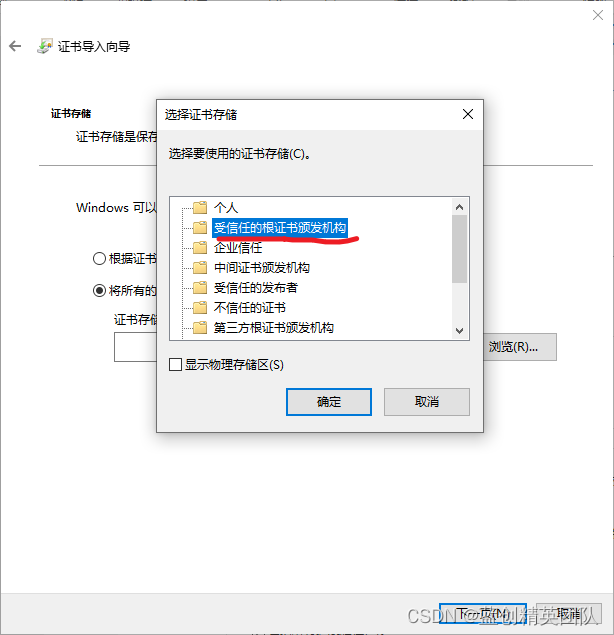 证书导入向导
证书存储
证书存储是保存
Windows 可以
根据证书
将所有的
证书存储
浏览(R)...
选择证书存储
选择要使用的证书存储(C)。
个人
受信任的根证书颁发机构
企业信任
中间证书颁发机构
受信任的发布者
不信任的证书
第三方根证书颁发机构
显示物理存储区(S)
确定
取消
下一页(N)
取消
CSDN @蓝创精英团队